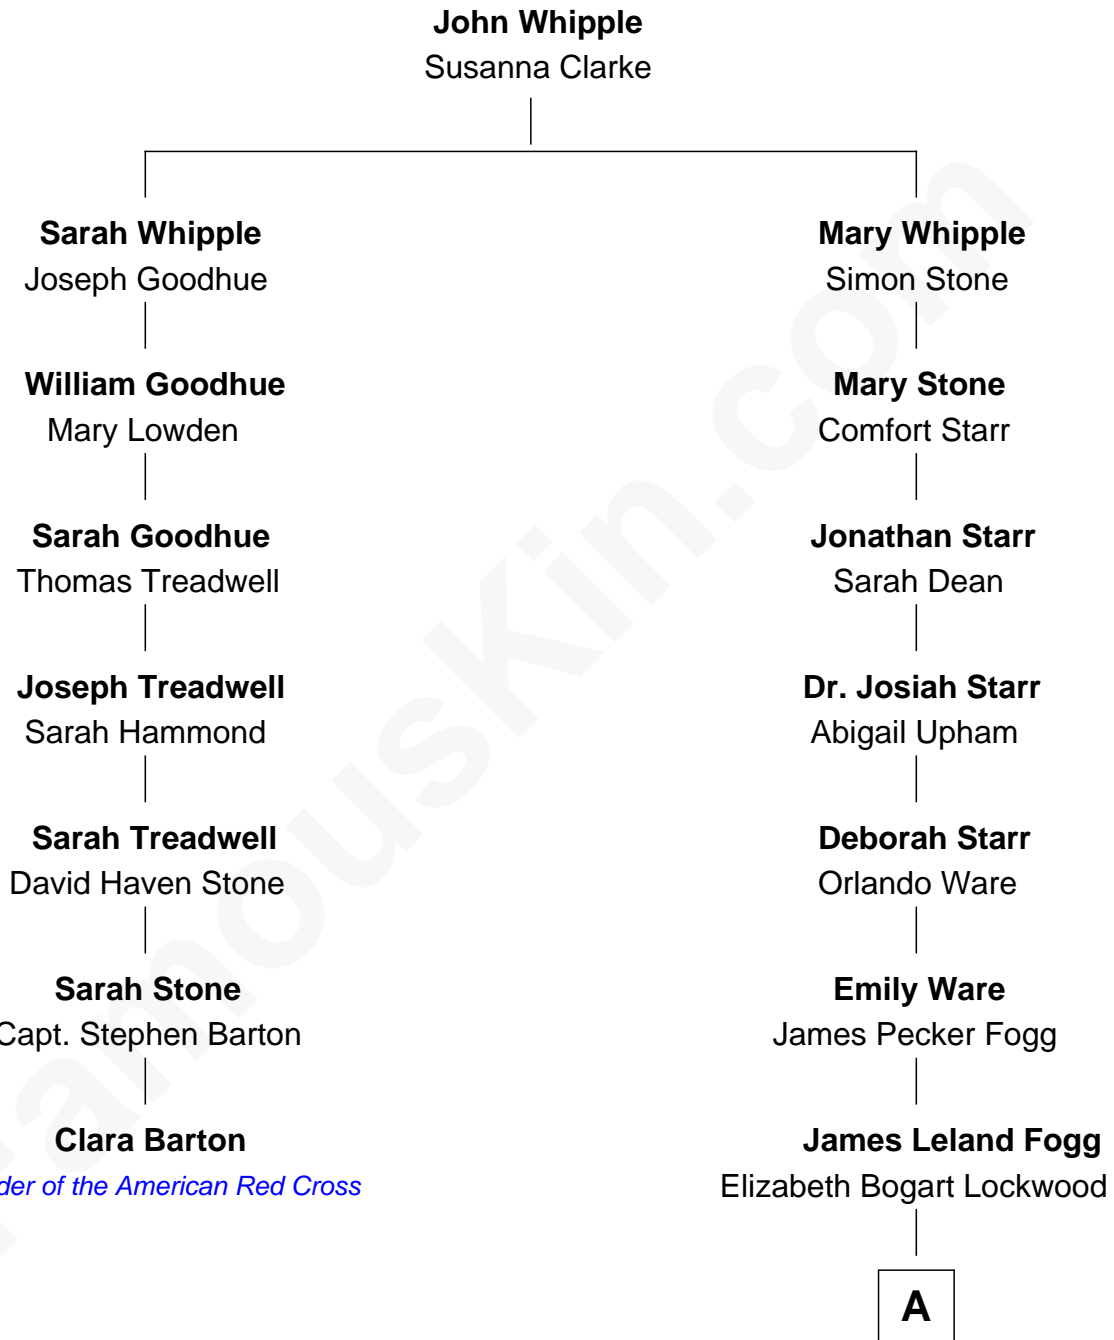 John Whipple
Susanna Clarke
Sarah Whipple
Joseph Goodhue
William Goodhue
Mary Lowden
Sarah Goodhue
Thomas Treadwell
Joseph Treadwell
Sarah Hammond
Sarah Treadwell
David Haven Stone
Sarah Stone
Capt. Stephen Barton
Clara Barton
der of the American Red Cross
Mary Whipple
Simon Stone
Mary Stone
Comfort Starr
Jonathan Starr
Sarah Dean
Dr. Josiah Starr
Abigail Upham
Deborah Starr
Orlando Ware
Emily Ware
James Pecker Fogg
James Leland Fogg
Elizabeth Bogart Lockwood
A
FamousKin.com